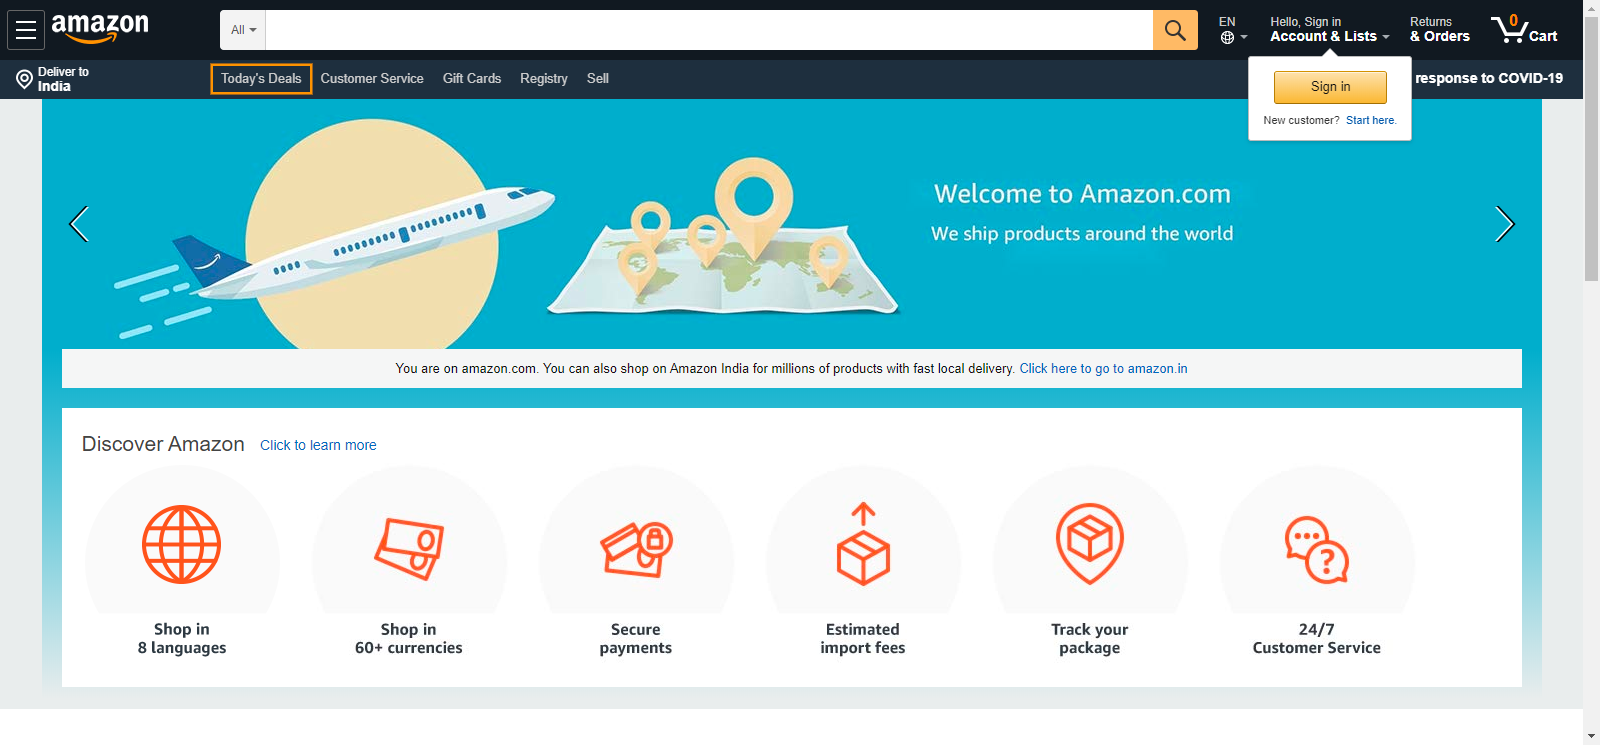 amazon
All
EN
Hello, Sign in
Account & Lists
Returns
& Orders
0
Cart
Deliver to
India
Today's Deals
Customer Service
Gift Cards
Registry
Sell
response to COVID-19
Sign in
New customer? Start here.
Welcome to Amazon.com
We ship products around the world
You are on amazon.com. You can also shop on Amazon India for millions of products with fast local delivery. Click here to go to amazon.in
Discover Amazon Click to learn more
Shop in
8 languages
Shop in
60+ currencies
Secure
payments
Estimated
import fees
Track your
package
24/7
Customer Service